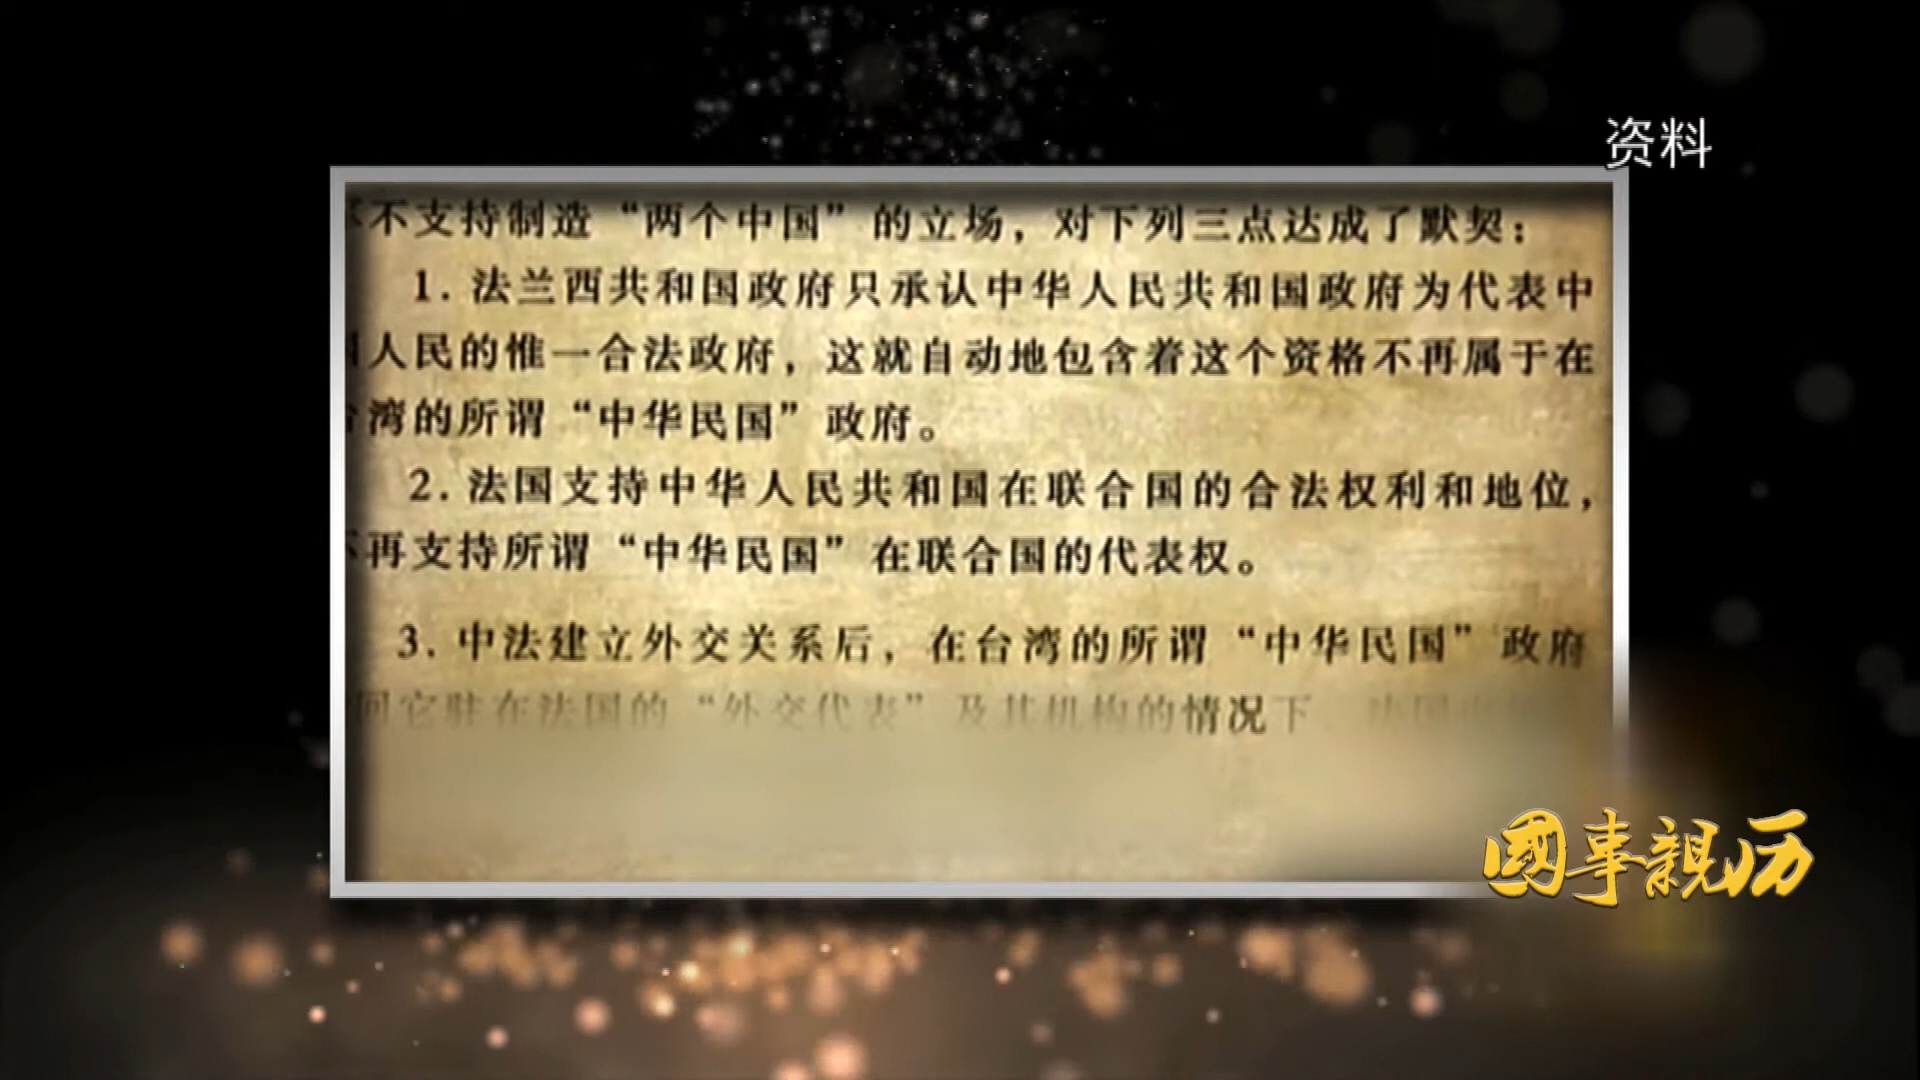 资料
不支持制造“两个中国”的立场，对下列三点达成了默契：
1. 法兰西共和国政府只承认中华人民共和国政府为代表中
人民的惟一合法政府，这就自动地包含着这个资格不再属于在
湾的所谓“中华民国”政府。
2. 法国支持中华人民共和国在联合国的合法权利和地位，
再支持所谓“中华民国”在联合国的代表权。
3. 中法建立外交关系后，在台湾的所谓“中华民国”政府
回它驻在法国的“外交代表”及其机构的情况下
國事親历